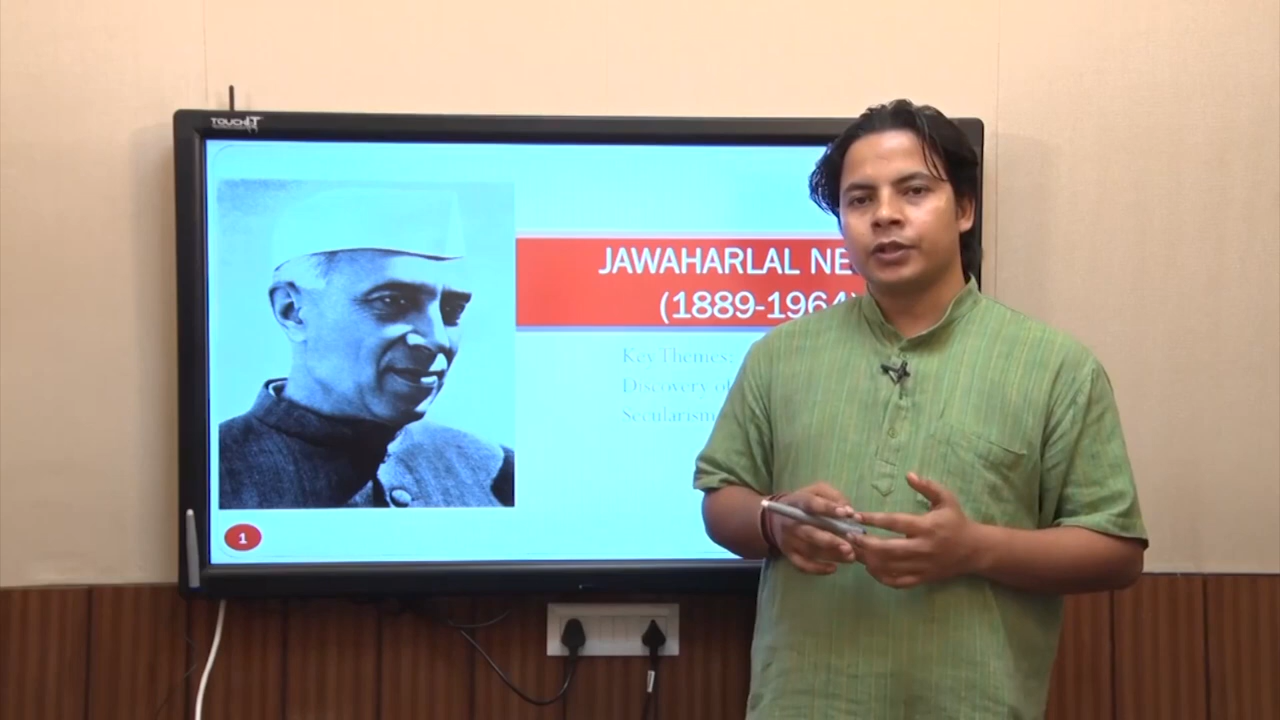 TOUCHIT
JAWAHARLAL NE
(1889-1964)
Key Themes:
Discovery of
Secularism
1